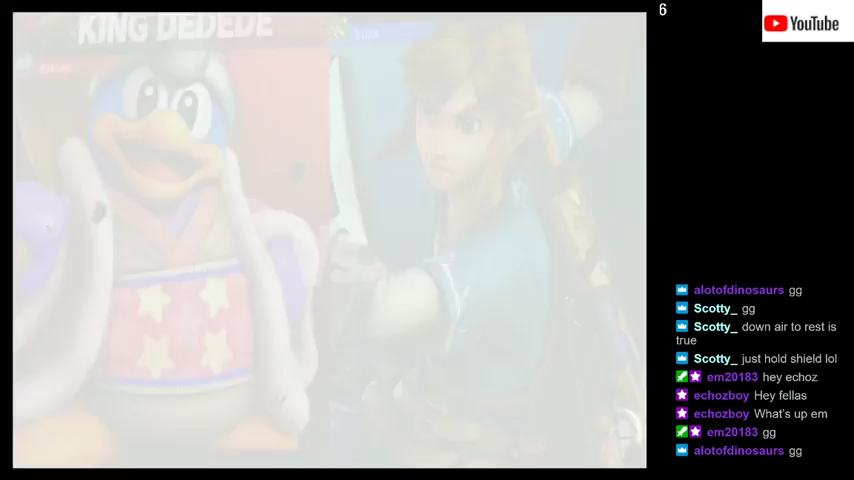 KING DEDEDE
6
YouTube
alotofdinosaurs gg
Scotty_ gg
Scotty_ down air to rest is
true
Scotty_ just hold shield lol
em20183 hey echoz
echozboy Hey fellas
echozboy What's up em
em20183 gg
alotofdinosaurs gg